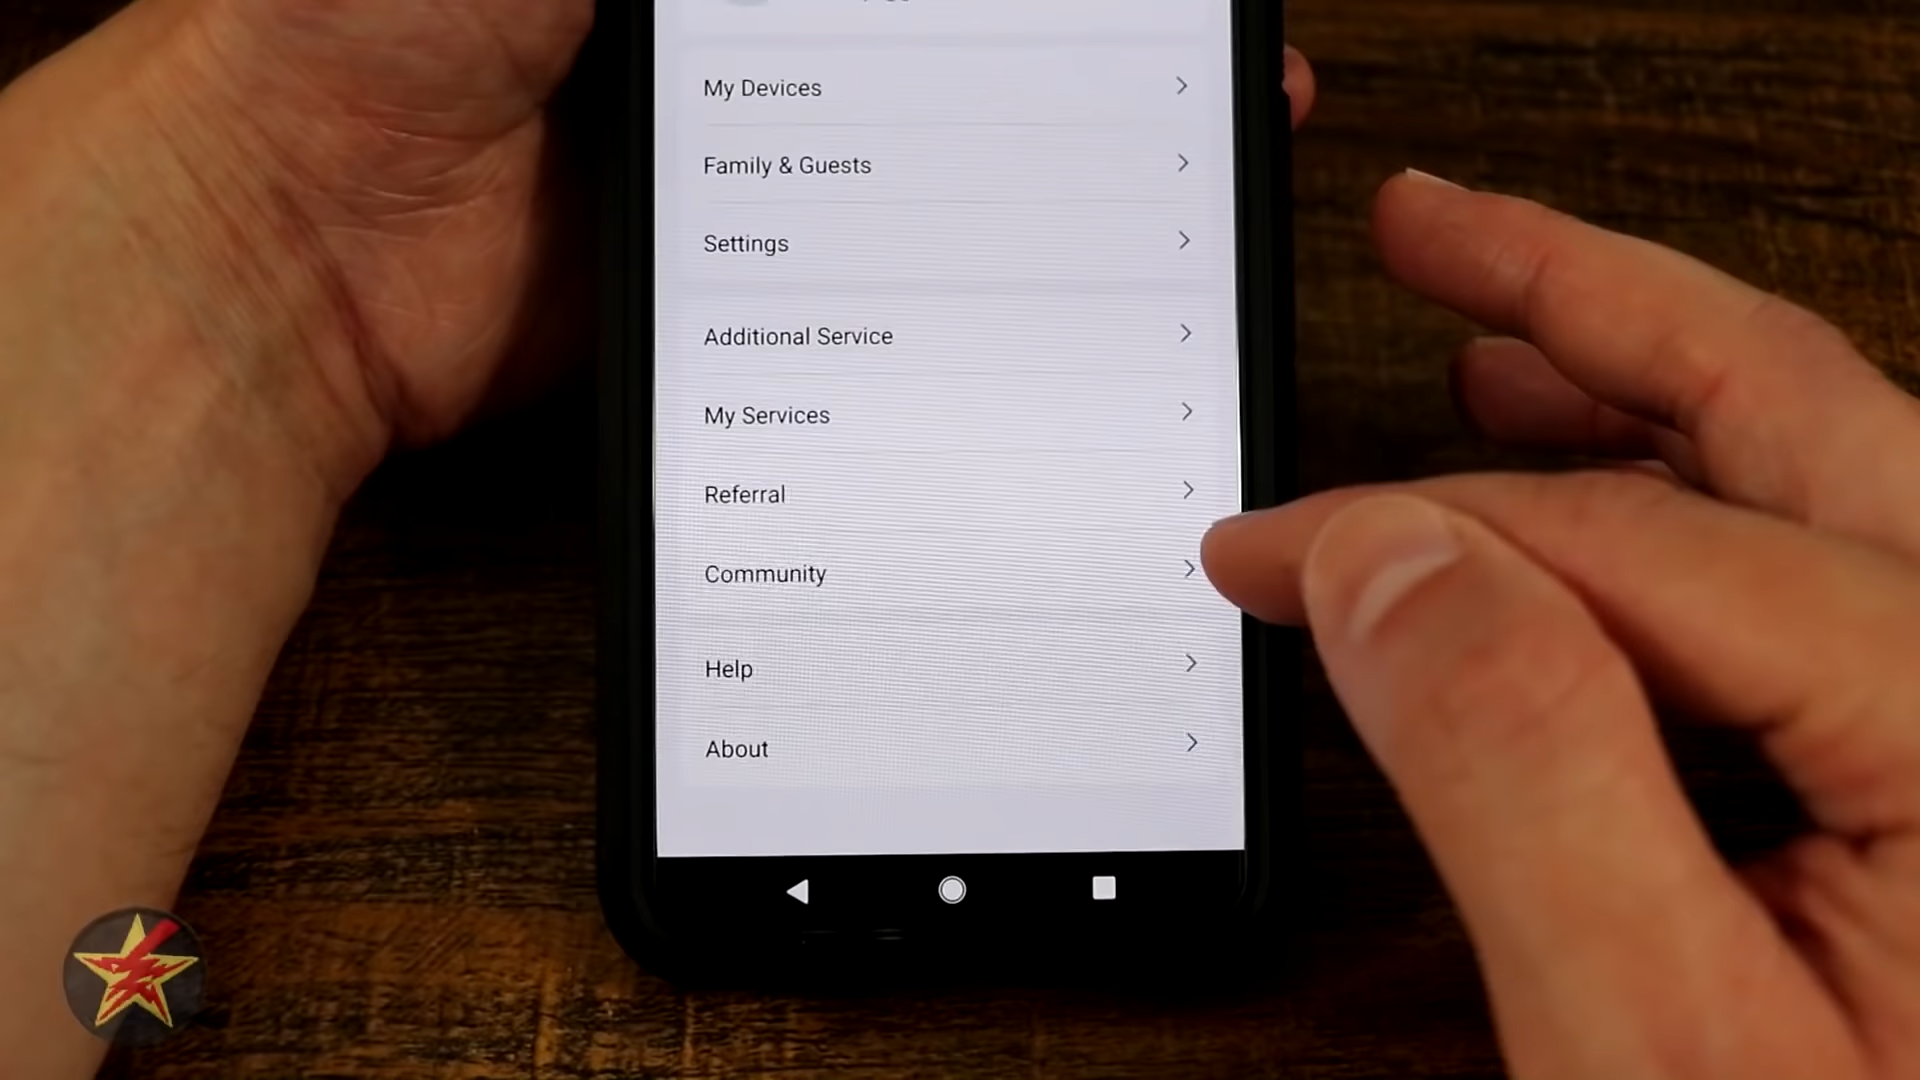 My Devices
Family & Guests
Settings
Additional Service
My Services
Referral
Community
Help
About